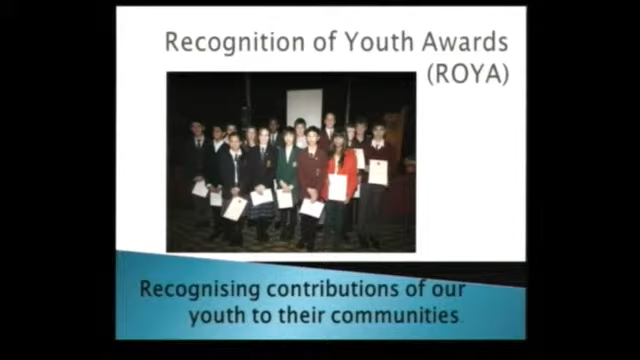 Recognition of Youth Awards
(ROYA)
Recognising contributions of our
youth to their communities